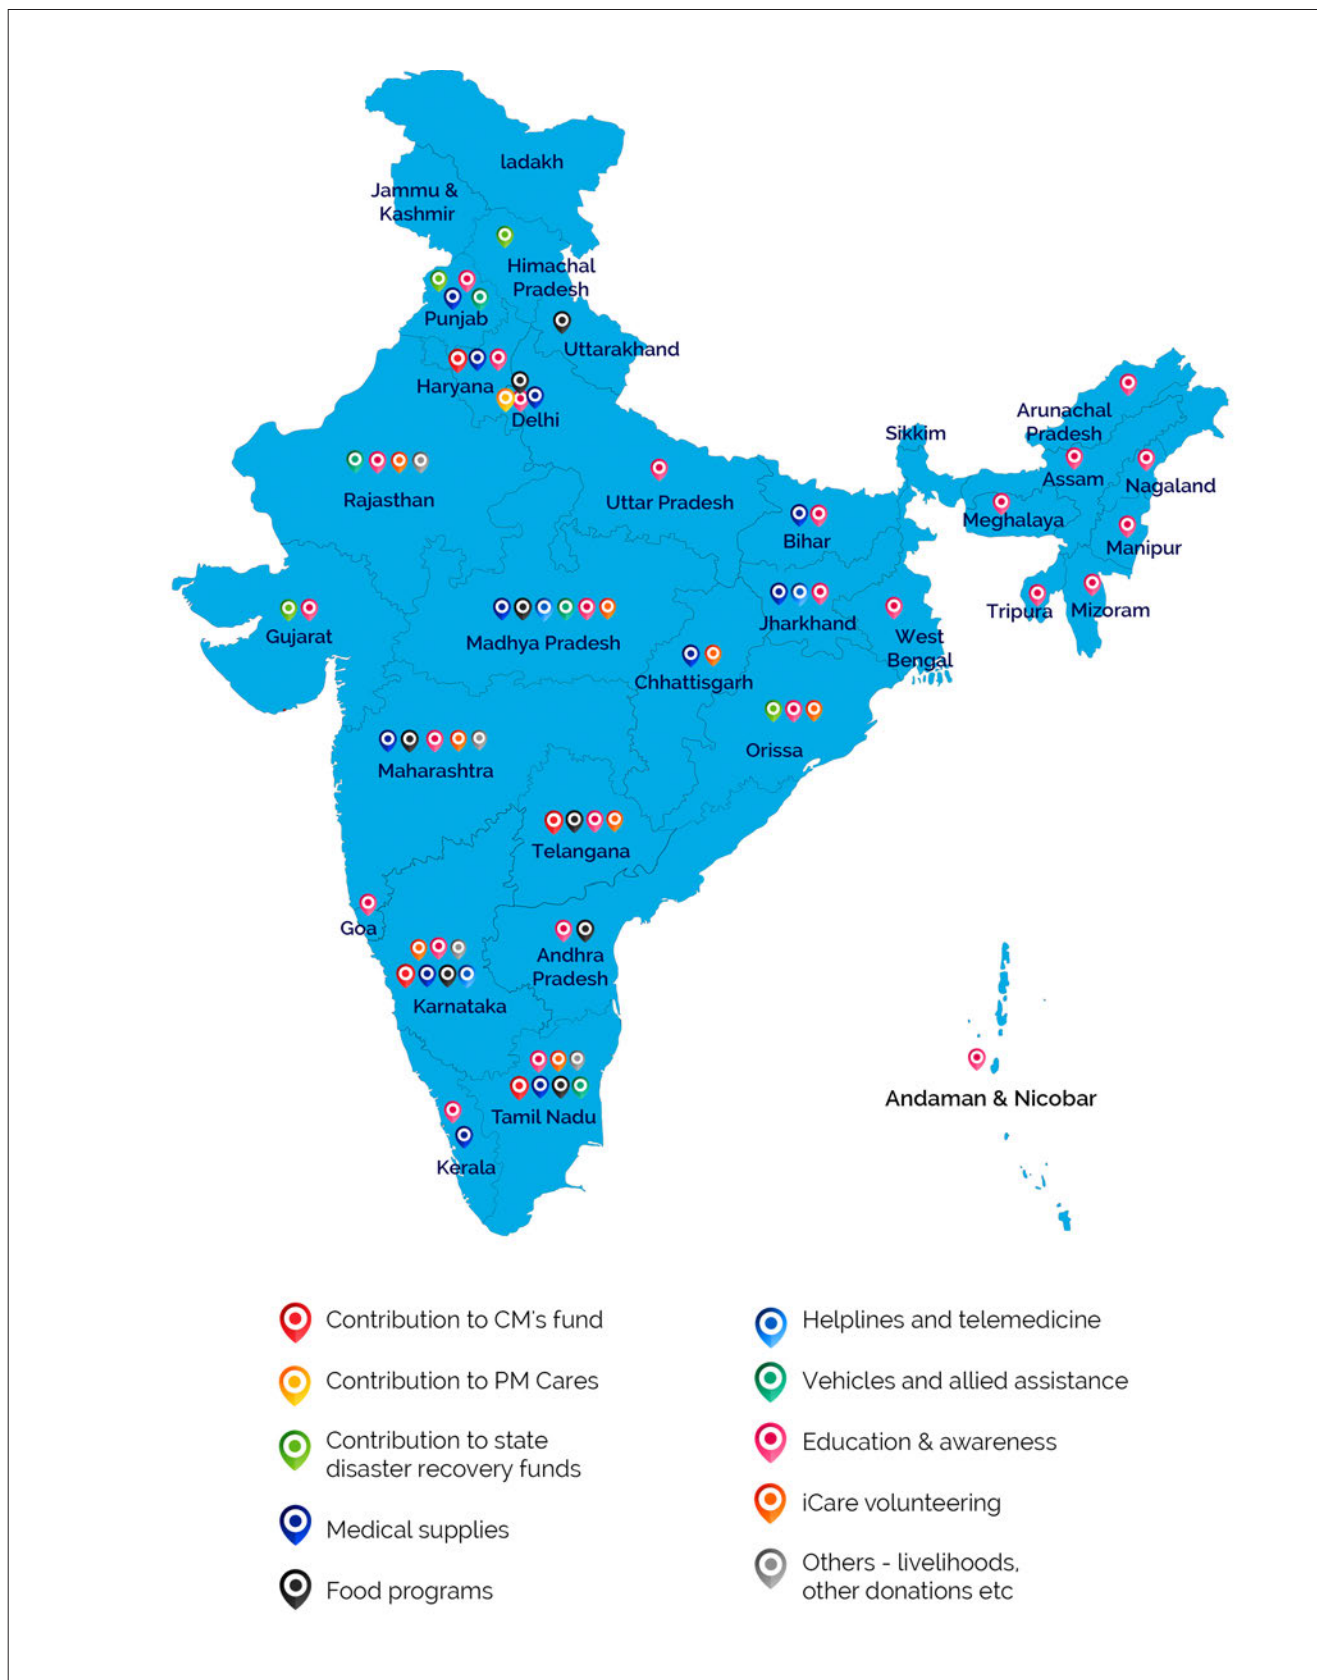 ladakh
Jammu &
Kashmir
Himachal
Pradesh
Punjab
Uttarakhand
Haryana
Delhi
Arunachal
Pradesh
Sikkim
Assam
Nagaland
Rajasthan
Uttar Pradesh
Meghalaya
Bihar
Manipur
Tripura
Mizoram
Gujarat
Madhya Pradesh
Jharkhand
West
Bengal
Chhattisgarh
Orissa
Maharashtra
Telangana
Goa
Andhra
Pradesh
Karnataka
Andaman & Nicobar
Tamil Nadu
Kerala
Contribution to CM's fund
Contribution to PM Cares
Contribution to state
disaster recovery funds
Medical supplies
Food programs
Helplines and telemedicine
Vehicles and allied assistance
Education & awareness
iCare volunteering
Others - livelihoods,
other donations etc